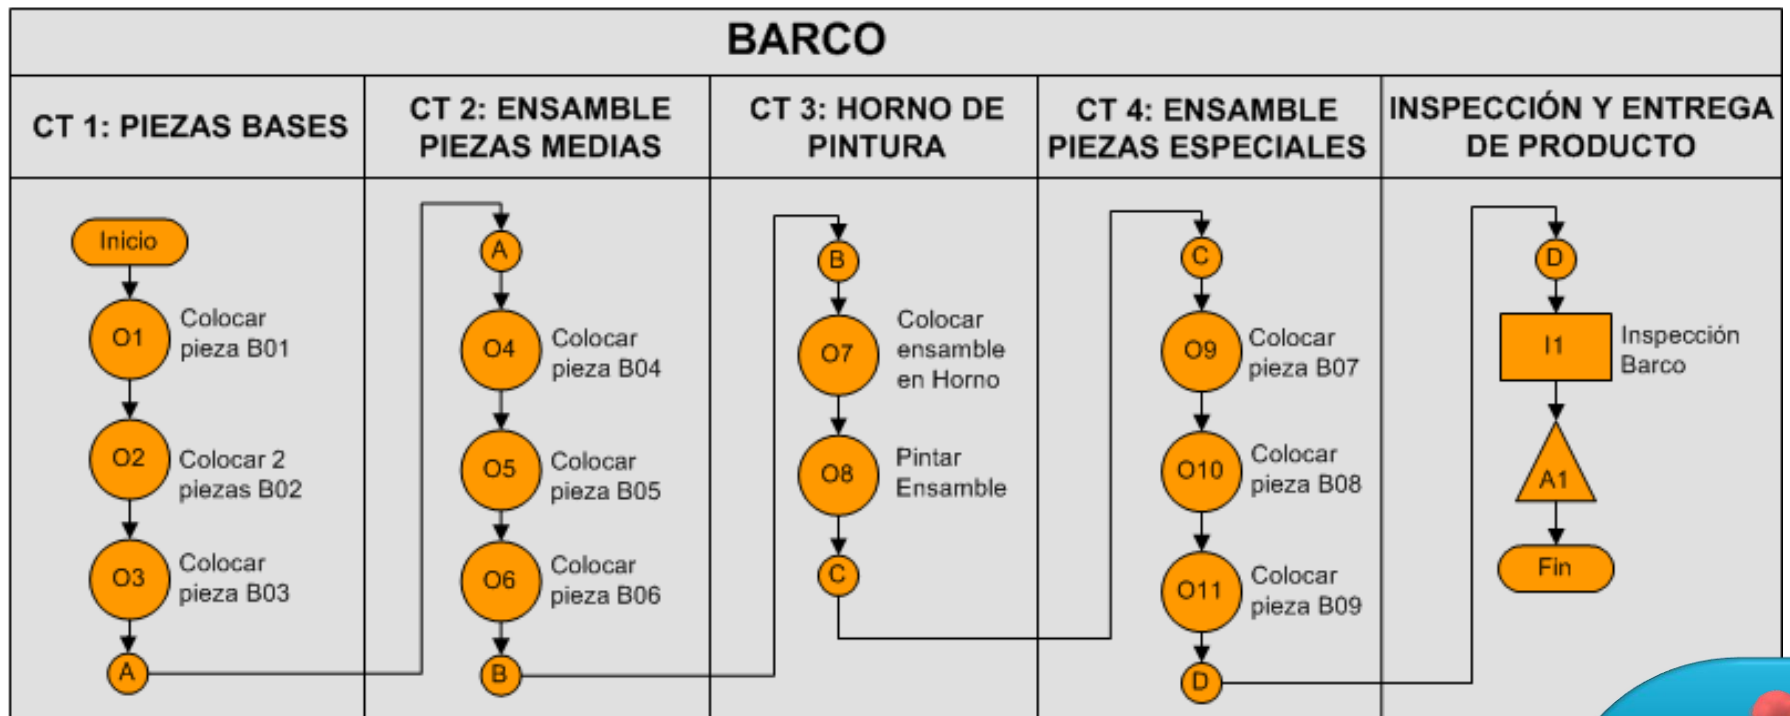 BARCO
CT 1: PIEZAS BASES
CT 2: ENSAMBLE
PIEZAS MEDIAS
CT 3: HORNO DE
PINTURA
CT 4: ENSAMBLE
PIEZAS ESPECIALES
INSPECCIÓN Y ENTREGA
DE PRODUCTO
Inicio
O1
Colocar
pieza B01
O2
Colocar 2
piezas B02
O3
Colocar
pieza B03
A
A
O4
Colocar
pieza B04
O5
Colocar
pieza B05
O6
Colocar
pieza B06
B
B
O7
Colocar
ensamble
en Horno
O8
Pintar
Ensamble
C
C
O9
Colocar
pieza B07
O10
Colocar
pieza B08
O11
Colocar
pieza B09
D
D
I1
Inspección
Barco
A1
Fin